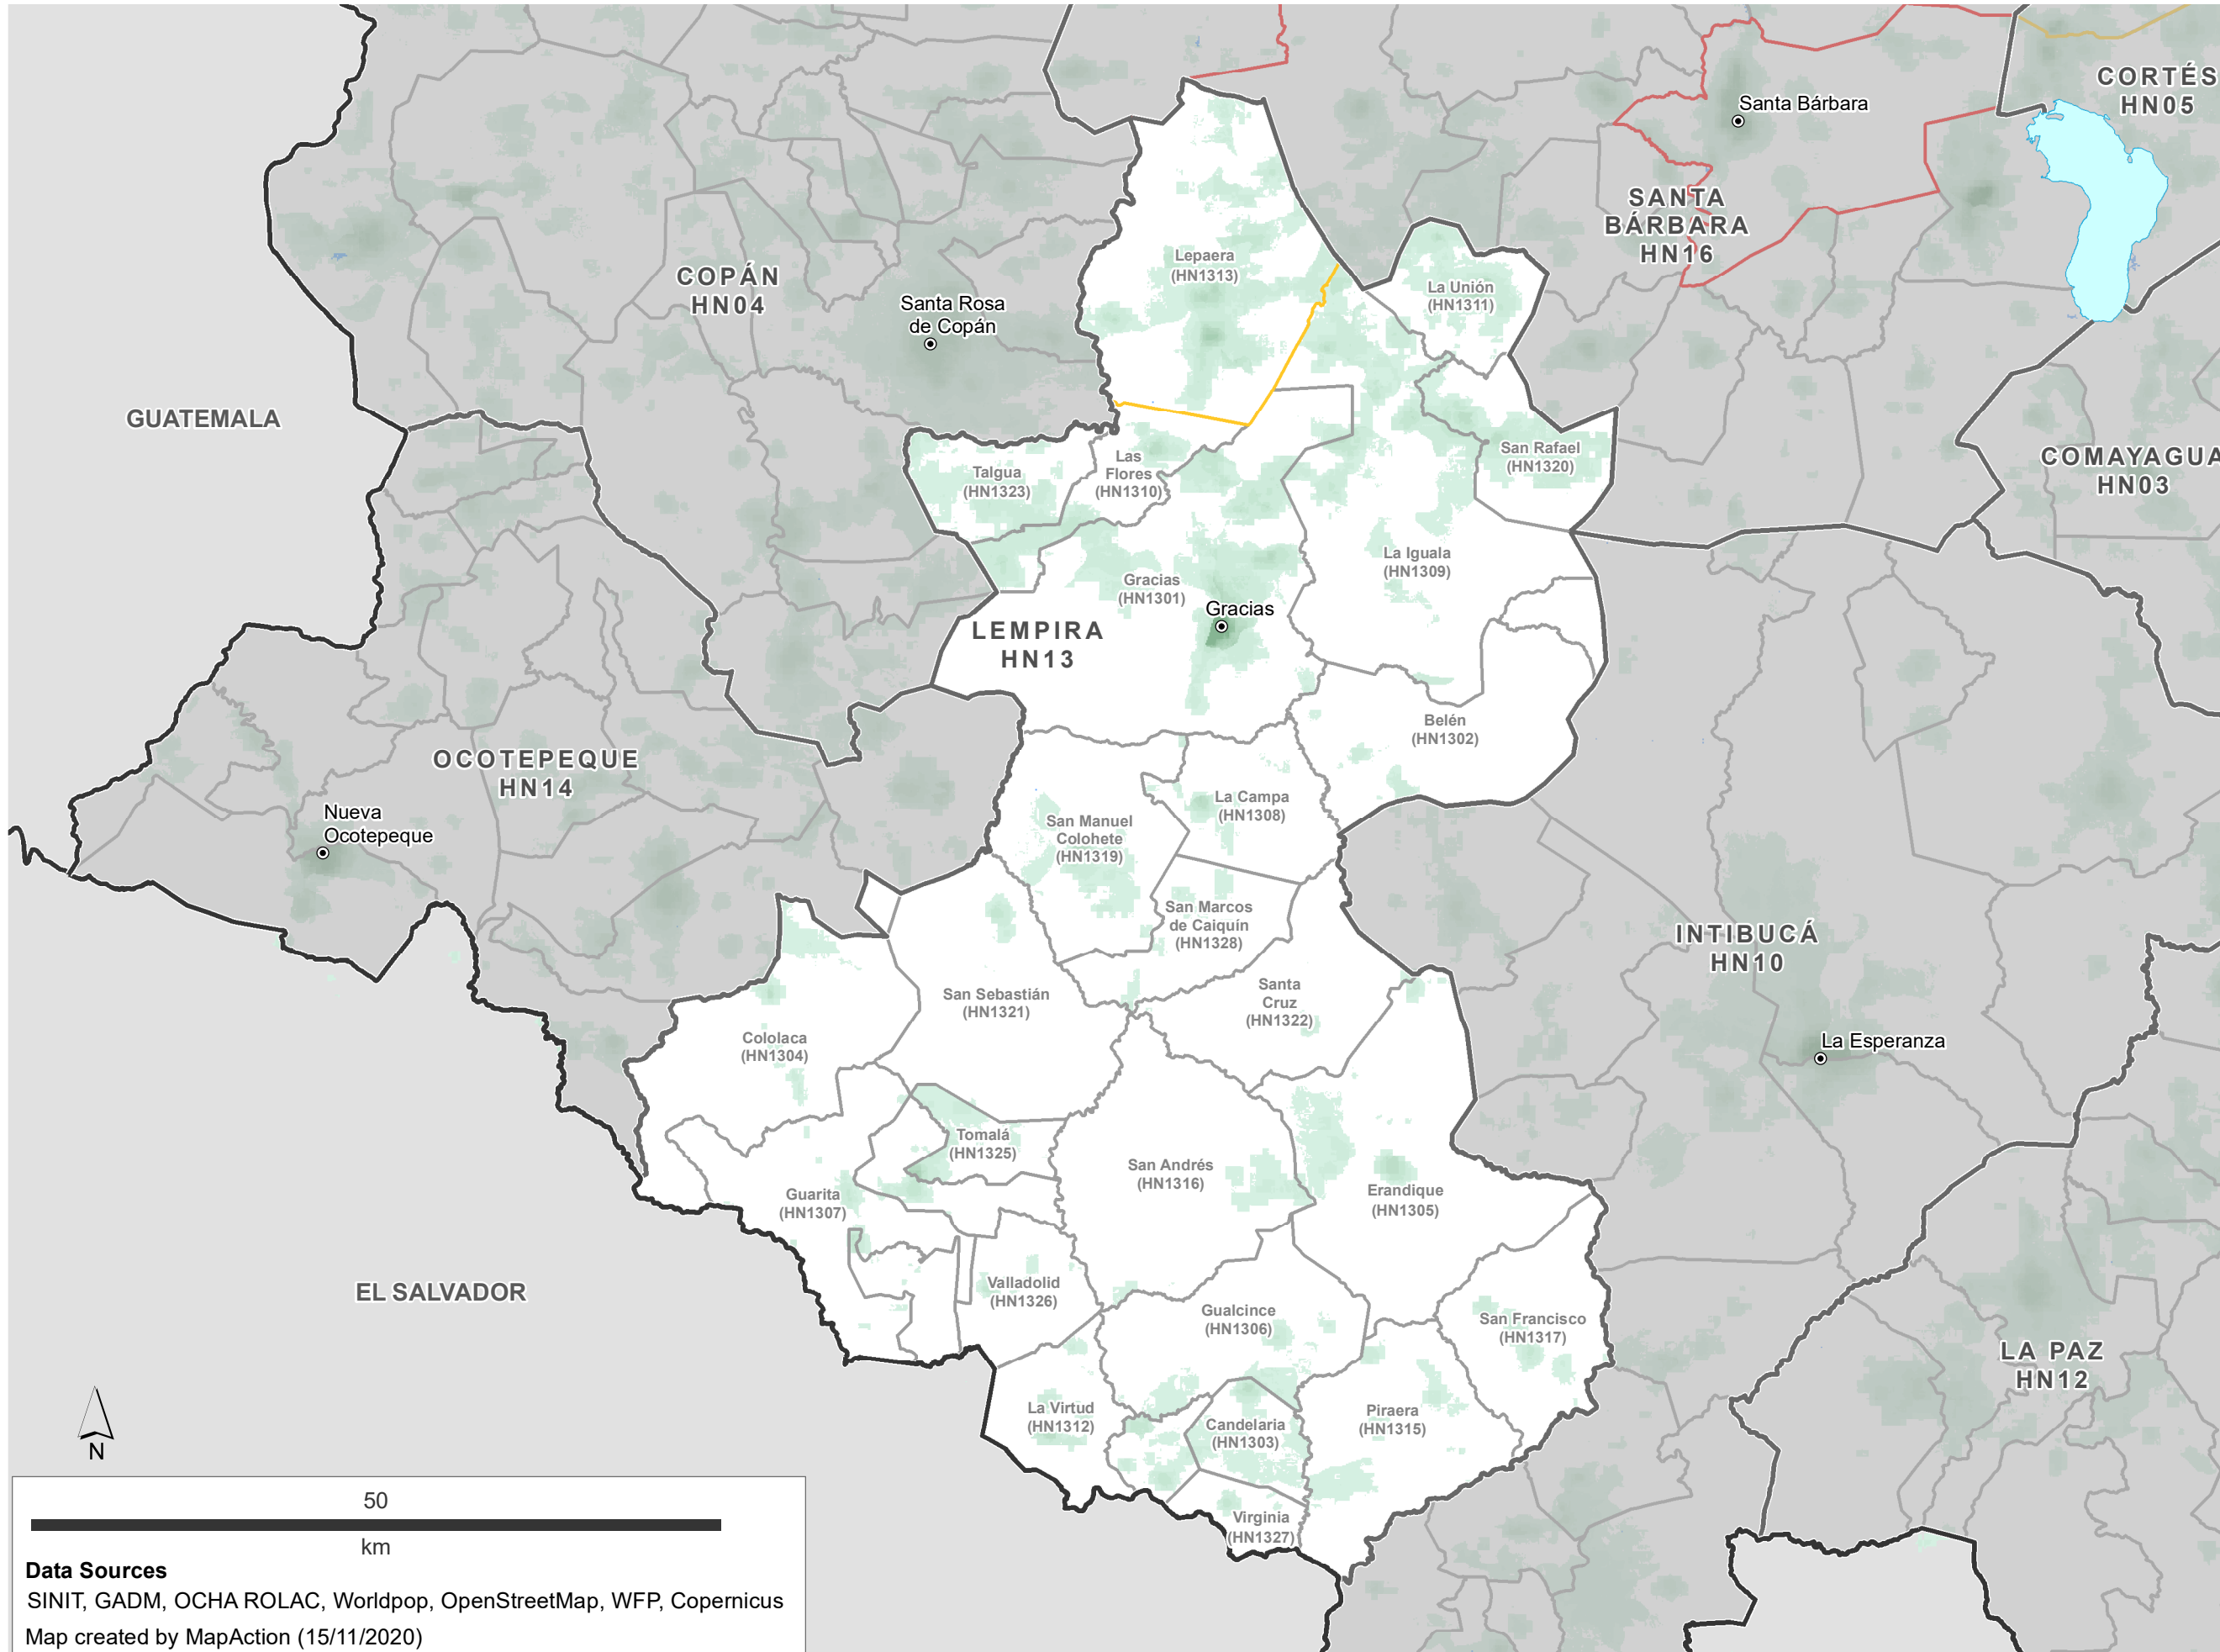 CORTÉS
HN05
Santa Bárbara
SANTA
BÁRBARA
HN16
COPÁN
HN04
Santa Rosa
de Copán
Lepaera
(HN1313)
La Unión
(HN1311)
GUATEMALA
Talgua
(HN1323)
Las
Flores
(HN1310)
San Rafael
(HN1320)
COMAYAGUA
HN03
La Iguala
(HN1309)
Gracias
(HN1301)
Gracias
LEMPIRA
HN13
Belén
(HN1302)
OCOTEPEQUE
HN14
Nueva
Ocotepeque
La Campa
(HN1308)
San Manuel
Colohete
(HN1319)
San Marcos
de Caiquín
(HN1328)
INTIBUCÁ
HN10
San Sebastián
(HN1321)
Santa
Cruz
(HN1322)
Cololaca
(HN1304)
La Esperanza
Tomalá
(HN1325)
San Andrés
(HN1316)
Guarita
(HN1307)
Erandique
(HN1305)
EL SALVADOR
Valladolid
(HN1326)
Gualcince
(HN1306)
San Francisco
(HN1317)
LA PAZ
HN12
La Virtud
(HN1312)
Candelaria
(HN1303)
Piraera
(HN1315)
Virginia
(HN1327)
N
50
km
Data Sources
SINIT, GADM, OCHA ROLAC, Worldpop, OpenStreetMap, WFP, Copernicus
Map created by MapAction (15/11/2020)